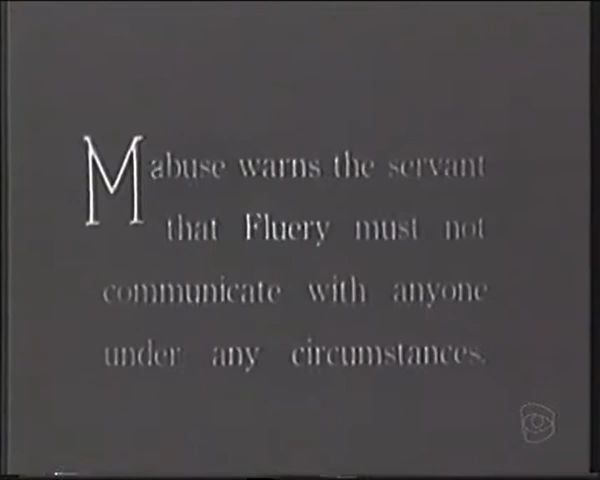 Mabuse warns the servant
that Fluery must not
communicate with anyone
under any circumstances.